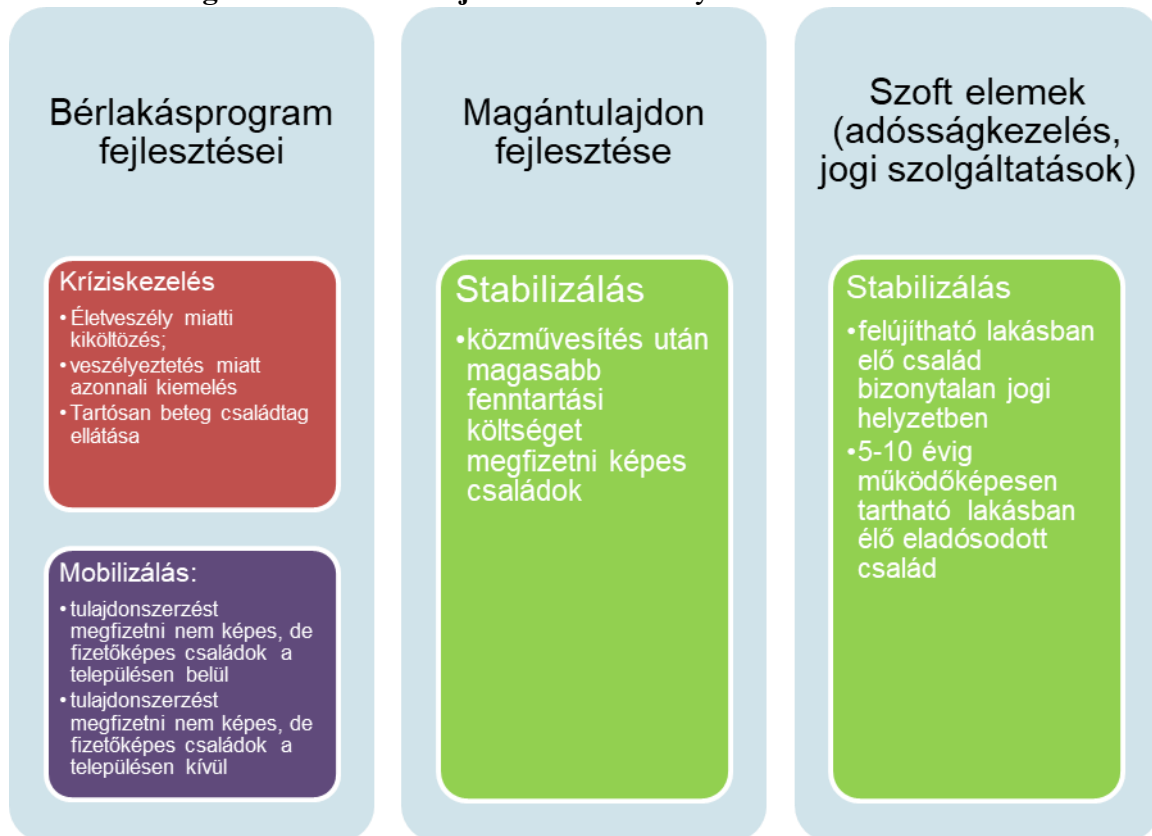 Bérlakásprogram
fejlesztései
Kríziskezelés
• Életveszély miatti
kiköltözés;
• veszélyeztetés miatt
azonnali kiemelés
• Tartósan beteg családtag
ellátása
Mobilizálás:
• tulajdonszerzést
megfizetni nem képes, de
fizetőképes családok a
településen belül
• tulajdonszerzést
megfizetni nem képes, de
fizetőképes családok a
településen kívül
Magántulajdon
fejlesztése
Stabilizálás
•közművesítés után
magasabb
fenntartási
költséget
megfizetni képes
családok
Szoft elemek
(adósságkezelés,
jogi szolgáltatások)
Stabilizálás
•felújítható lakásban
elő család
bizonytalan jogi
helyzetben
•5-10 évig
működőképesen
tartható lakásban
élő eladósodott
család